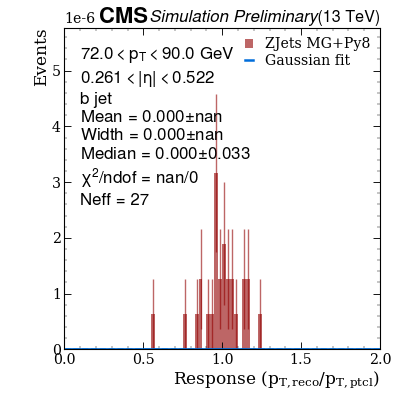 1e-6 CMS Simulation Preliminary (13 TeV)
Events
72.0 < p_T < 90.0 GeV
0.261 < |η| < 0.522
b jet
Mean = 0.000±nan
Width = 0.000±nan
Median = 0.000±0.033
χ²/ndof = nan/0
Neff = 27
ZJets MG+Py8
Gaussian fit
5
4
3
2
1
0
0.0 0.5 1.0 1.5 2.0
Response (p_T,reco/p_T,ptcl)